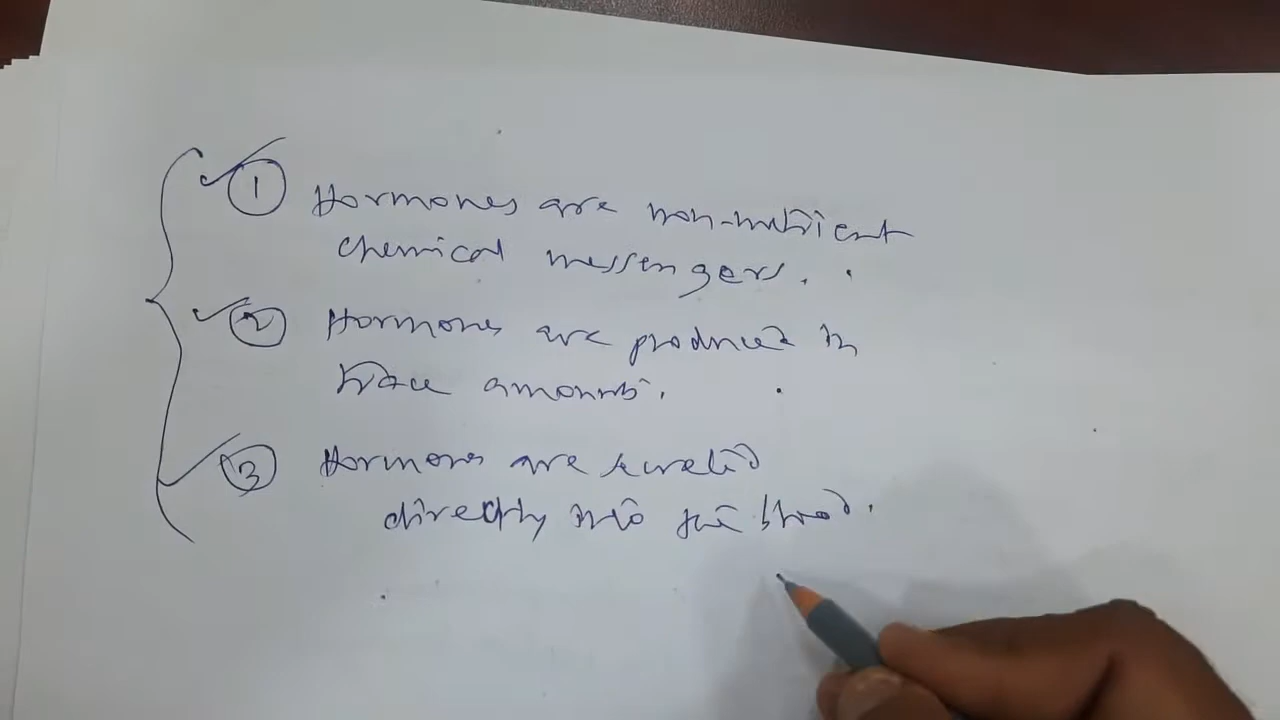 1 Hormones are non-nutrient
chemical messengers.
2 Hormones are produced in
trace amounts.
3 Hormones are secreted
directly into the blood.